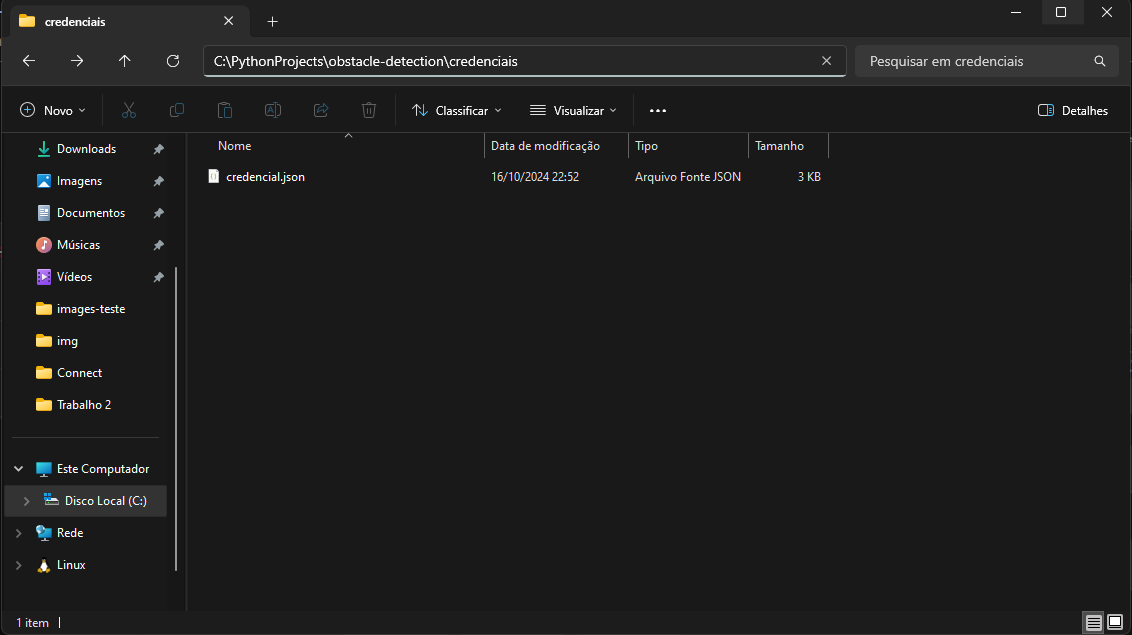 credenciais
C:\PythonProjects\obstacle-detection\credenciais
Pesquisar em credenciais
Novo
Classificar
Visualizar
Detalhes
Downloads
Imagens
Documentos
Músicas
Vídeos
images-teste
img
Connect
Trabalho 2
Este Computador
Disco Local (C:)
Rede
Linux
Nome Data de modificação Tipo Tamanho
credencial.json 16/10/2024 22:52 Arquivo Fonte JSON 3 KB
1 item